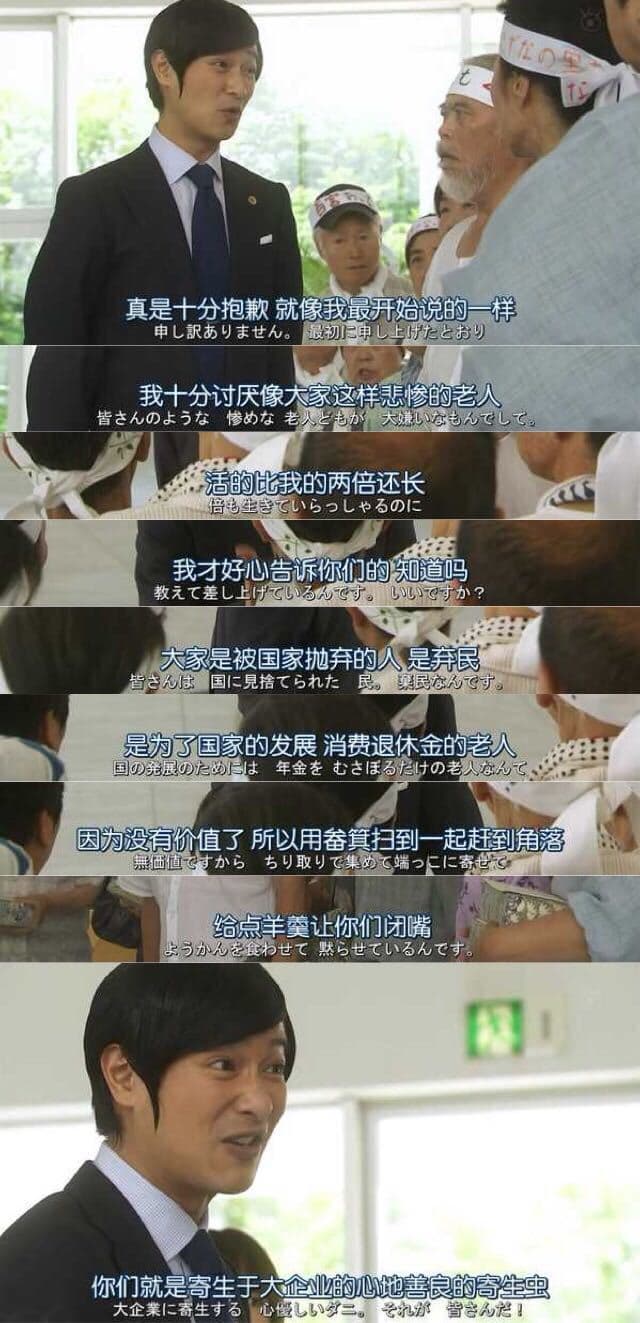 げなの里
な
真是十分抱歉 就像我最开始说的一样
申し訳ありません。 最初に申し上げたとおり
我十分讨厌像大家这样悲惨的老人
皆さんのような 惨めな 老人どもが 大嫌いなもんでして。
活的比我的两倍还长
倍も生きていらっしゃるのに
我才好心告诉你们的 知道吗
教えて差し上げているんです。 いいですか？
大家是被国家抛弃的人 是弃民
皆さんは 国に見捨てられた 民。 棄民なんです。
是为了国家的发展 消费退休金的老人
国の発展のためには 年金を むさぼるだけの老人なんて
因为没有价值了 所以用畚箕扫到一起赶到角落
無価値ですから ちり取りで集めて端っこに寄せて
给点羊羹让你们闭嘴
ようかんを食わせて 黙らせているんです。
你们就是寄生于大企业的心地善良的寄生虫
大企業に寄生する 心優しいダニ。 それが 皆さんだ！